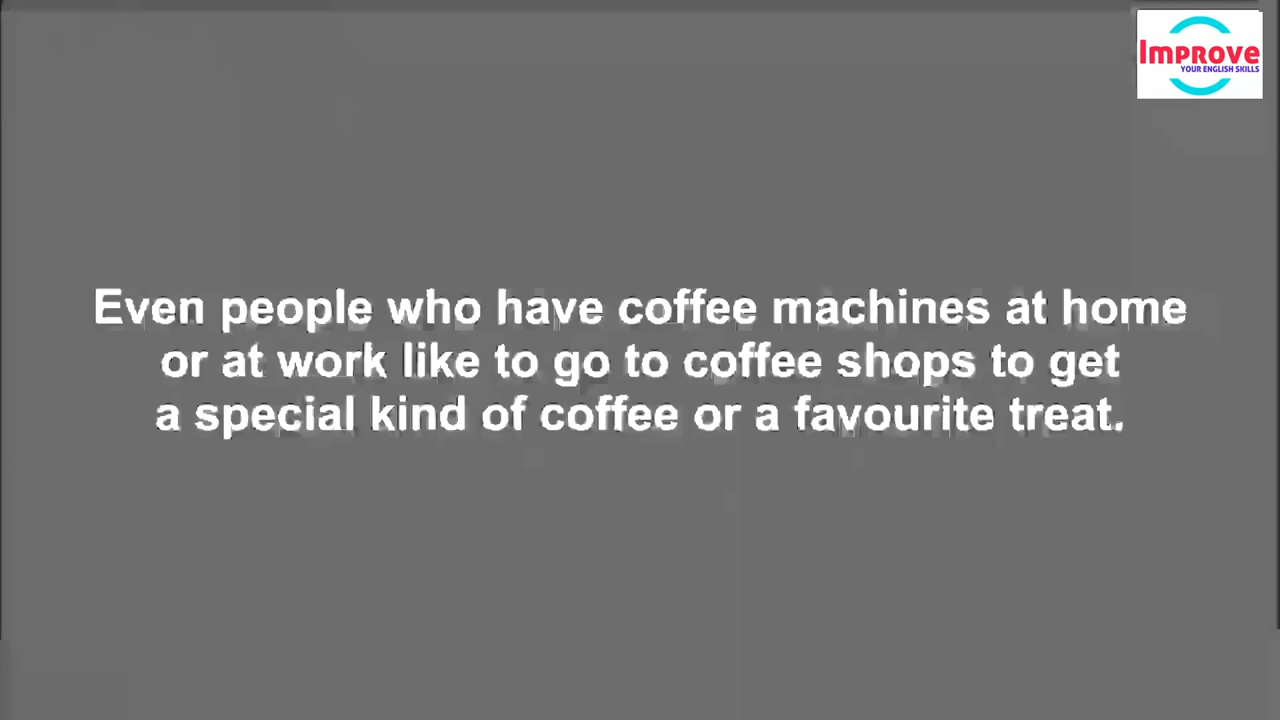 Improve
YOUR ENGLISH SKILLS
Even people who have coffee machines at home
or at work like to go to coffee shops to get
a special kind of coffee or a favourite treat.